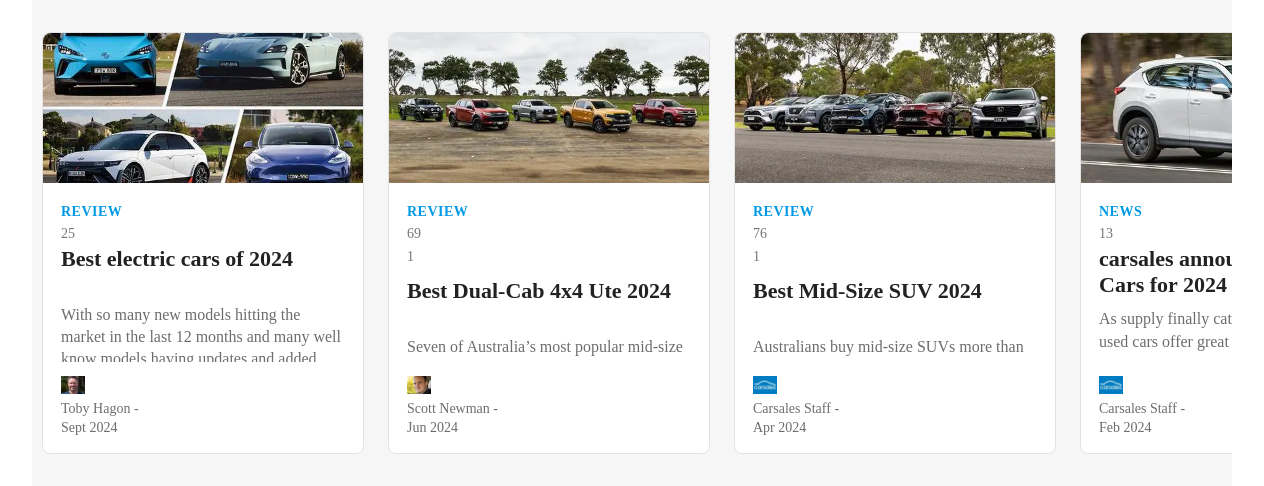 REVIEW
25
Best electric cars of 2024
With so many new models hitting the
market in the last 12 months and many well
know models having updates and added
Toby Hagon -
Sept 2024
REVIEW
69
1
Best Dual-Cab 4x4 Ute 2024
Seven of Australia’s most popular mid-size
Scott Newman -
Jun 2024
REVIEW
76
1
Best Mid-Size SUV 2024
Australians buy mid-size SUVs more than
carsales
Carsales Staff -
Apr 2024
NEWS
13
carsales annou
Cars for 2024
As supply finally cat
used cars offer great
carsales
Carsales Staff -
Feb 2024